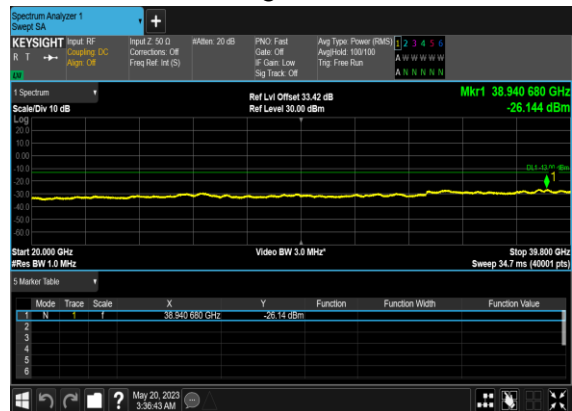 Spectrum Analyzer 1
Swept SA
+
KEYSIGHT Input: RF Input Z: 50 Ω #Atten: 20 dB PNO: Fast Avg Type: Power (RMS) 1 2 3 4 5 6
R T Coupling: DC Corrections: Off Gate: Off Avg|Hold: 100/100 A W W W W W
Align: Off Freq Ref: Int (S) IF Gain: Low Trig: Free Run
Sig Track: Off A N N N N N
1 Spectrum Ref Lvl Offset 33.42 dB Mkr1 38.940 680 GHz
Scale/Div 10 dB Ref Level 30.00 dBm -26.144 dBm
Log
20.0
10.0
0.00
-10.0 DL1 -13.00 dBm
-20.0 1
-30.0
-40.0
-50.0
-60.0
Start 20.000 GHz Video BW 3.0 MHz* Stop 39.800 GHz
#Res BW 1.0 MHz Sweep 34.7 ms (40001 pts)
5 Marker Table
Mode Trace Scale X Y Function Function Width Function Value
1 N 1 f 38.940 680 GHz -26.14 dBm
2
3
4
5
6
? May 20, 2023
3:36:43 AM